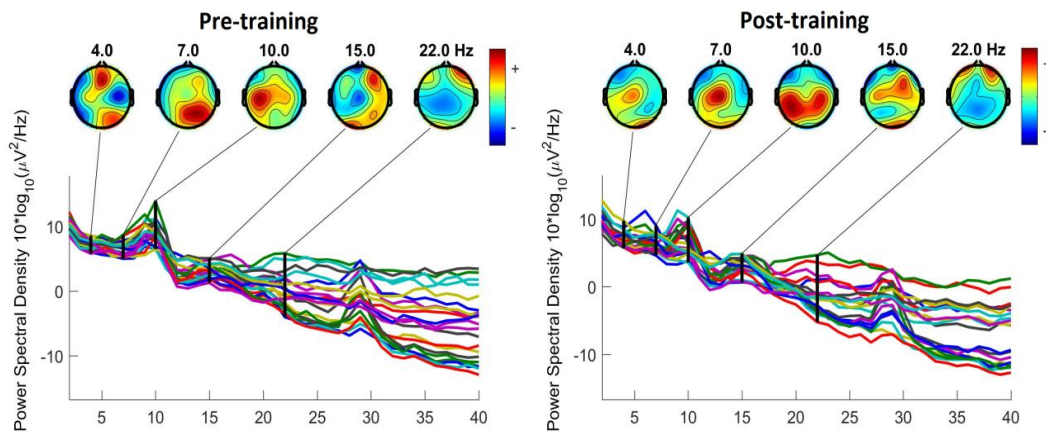 Pre-training
4.0 7.0 10.0 15.0 22.0 Hz
+
-
Power Spectral Density 10*log10(μV²/Hz)
10
0
-10
5 10 15 20 25 30 35 40
Post-training
4.0 7.0 10.0 15.0 22.0 Hz
Power Spectral Density 10*log10(μV²/Hz)
10
0
-10
5 10 15 20 25 30 35 40